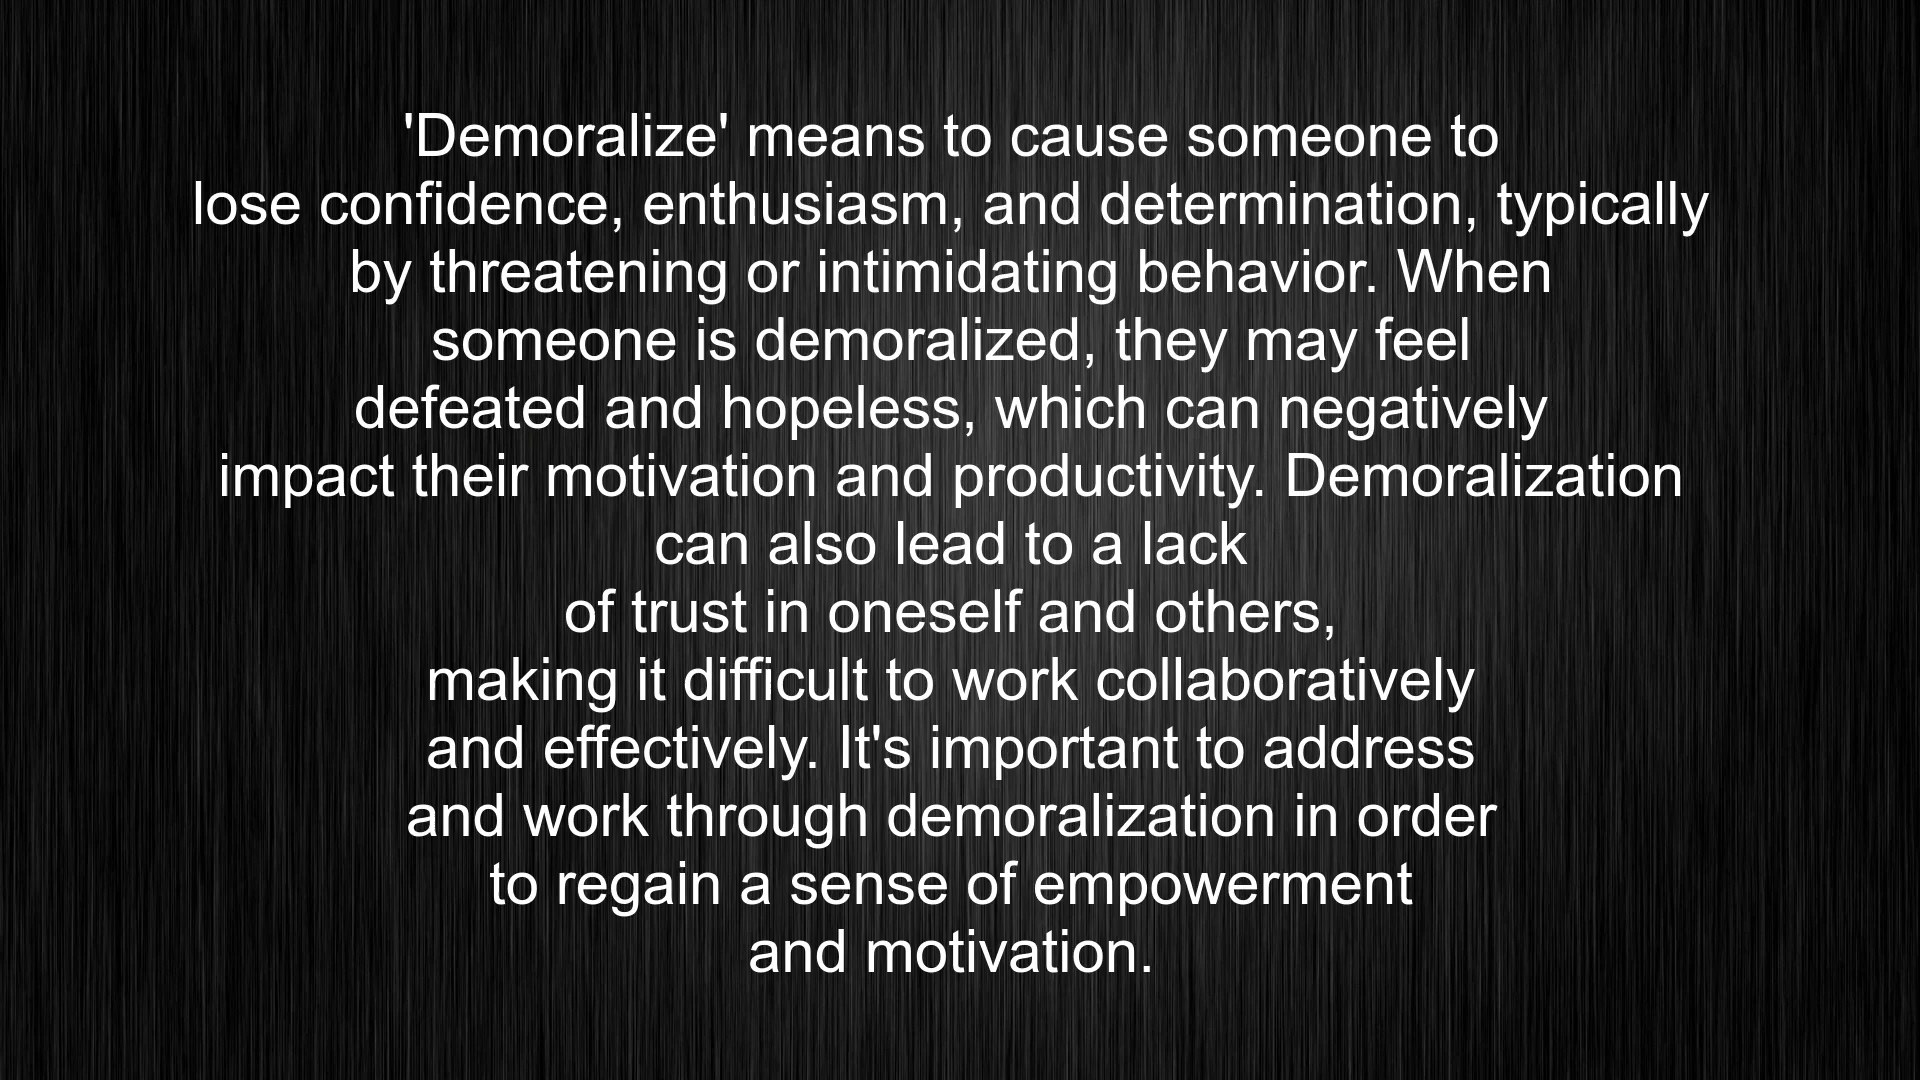 'Demoralize' means to cause someone to
lose confidence, enthusiasm, and determination, typically
by threatening or intimidating behavior. When
someone is demoralized, they may feel
defeated and hopeless, which can negatively
impact their motivation and productivity. Demoralization
can also lead to a lack
of trust in oneself and others,
making it difficult to work collaboratively
and effectively. It's important to address
and work through demoralization in order
to regain a sense of empowerment
and motivation.